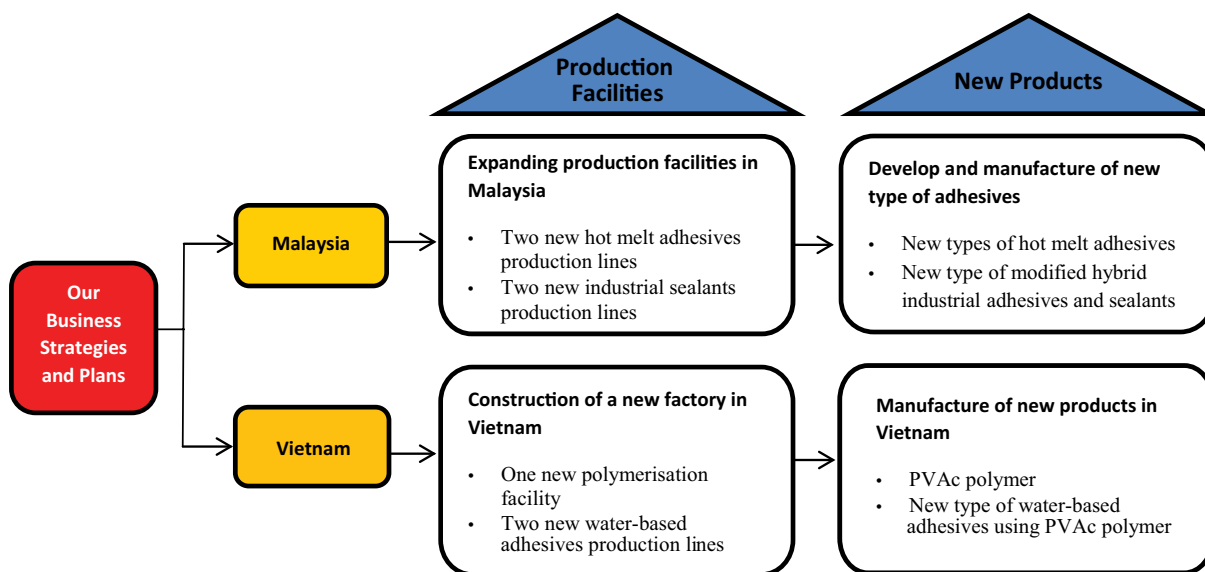 Production
Facilities
New Products
Our
Business
Strategies
and Plans
Malaysia
Expanding production facilities in
Malaysia
• Two new hot melt adhesives
production lines
• Two new industrial sealants
production lines
Develop and manufacture of new
type of adhesives
• New types of hot melt adhesives
• New type of modified hybrid
industrial adhesives and sealants
Vietnam
Construction of a new factory in
Vietnam
• One new polymerisation
facility
• Two new water-based
adhesives production lines
Manufacture of new products in
Vietnam
• PVAc polymer
• New type of water-based
adhesives using PVAc polymer